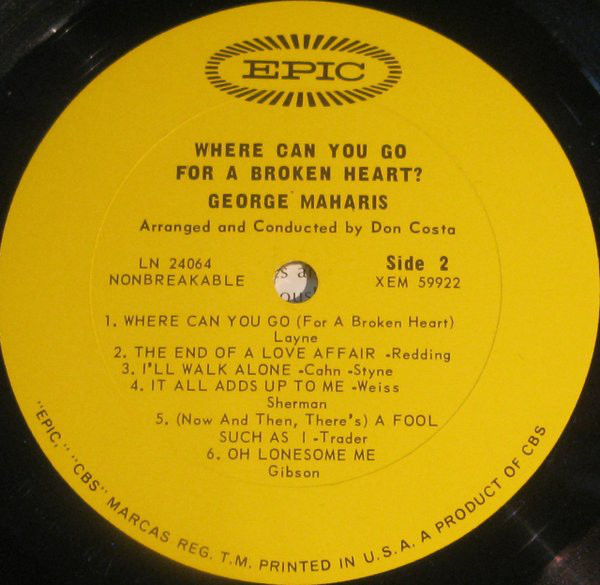 EPIC
WHERE CAN YOU GO
FOR A BROKEN HEART?
GEORGE MAHARIS
Arranged and Conducted by Don Costa
LN 24064
NONBREAKABLE
Side 2
XEM 59922
1. WHERE CAN YOU GO (For A Broken Heart)
Layne
2. THE END OF A LOVE AFFAIR -Redding
3. I'LL WALK ALONE -Cahn -Styne
4. IT ALL ADDS UP TO ME -Weiss
Sherman
5. (Now And Then, There's) A FOOL
SUCH AS I -Trader
6. OH LONESOME ME
Gibson
"EPIC," "CBS" MARCAS REG. T.M. PRINTED IN U.S.A. A PRODUCT OF CBS